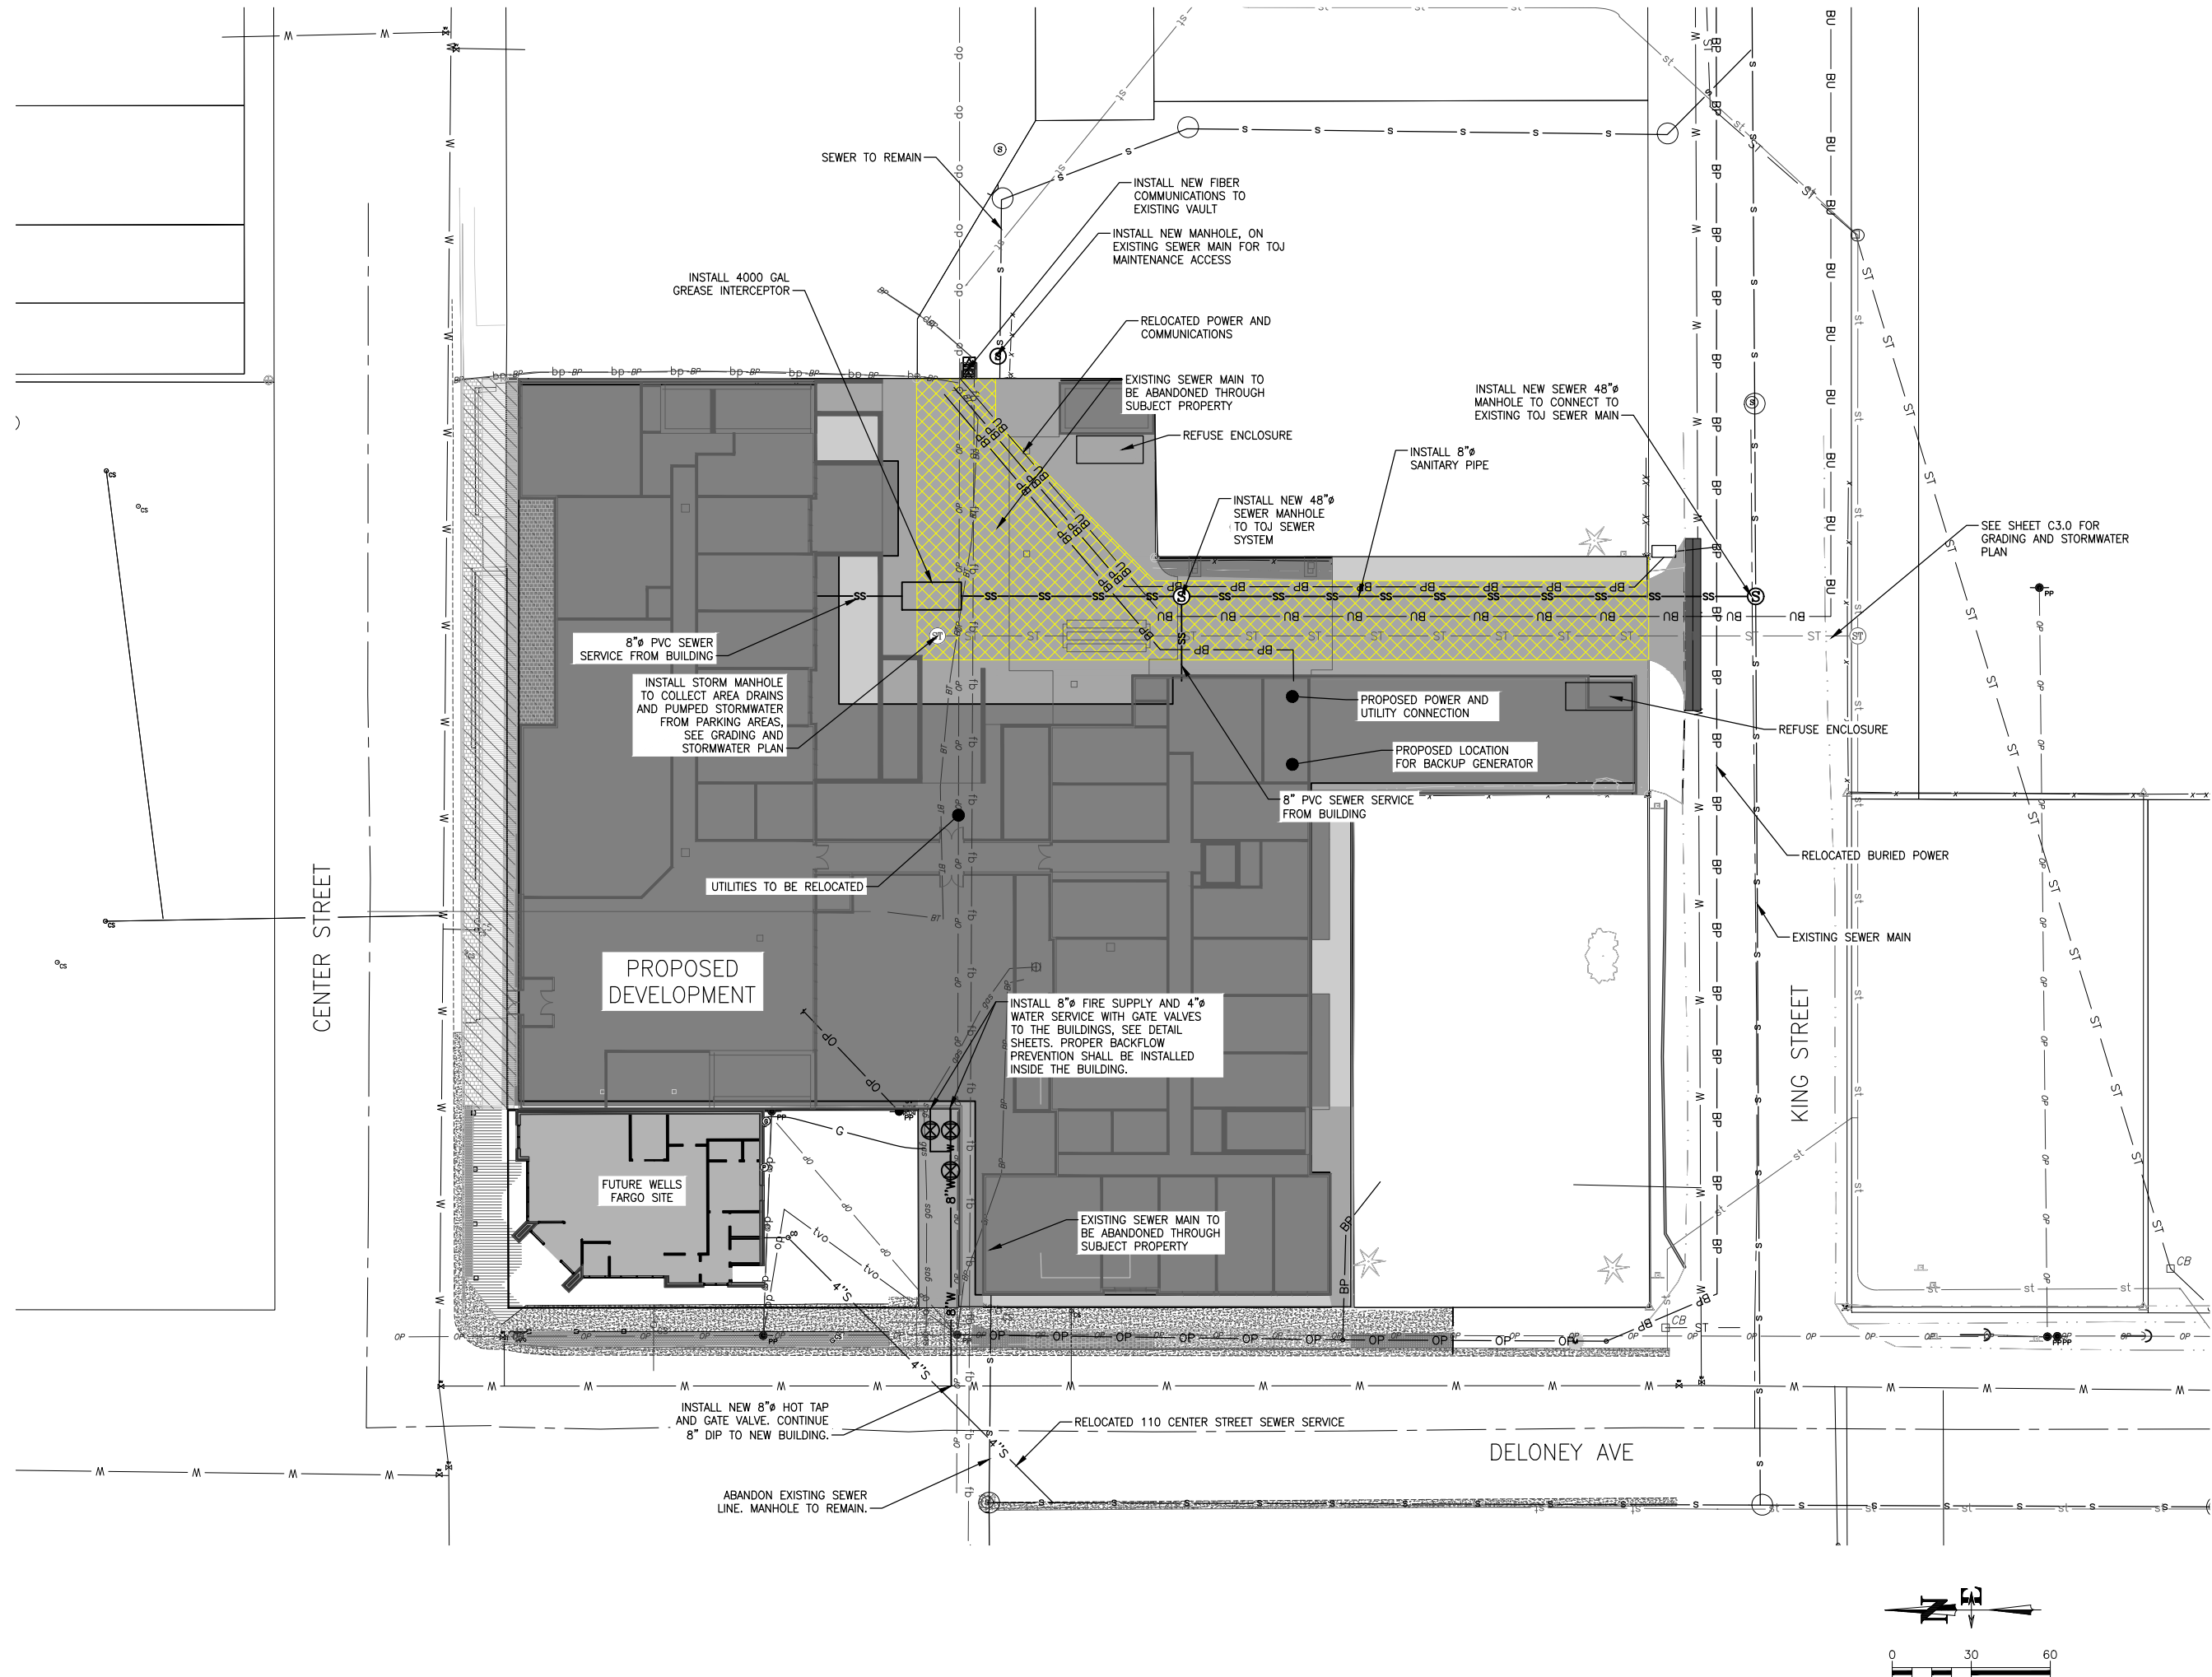 SEWER TO REMAIN
INSTALL NEW FIBER
COMMUNICATIONS TO
EXISTING VAULT
INSTALL NEW MANHOLE, ON
EXISTING SEWER MAIN FOR TOJ
MAINTENANCE ACCESS
INSTALL 4000 GAL
GREASE INTERCEPTOR
RELOCATED POWER AND
COMMUNICATIONS
EXISTING SEWER MAIN TO
BE ABANDONED THROUGH
SUBJECT PROPERTY
REFUSE ENCLOSURE
INSTALL NEW SEWER 48"ø
MANHOLE TO CONNECT TO
EXISTING TOJ SEWER MAIN
INSTALL 8"ø
SANITARY PIPE
INSTALL NEW 48"ø
SEWER MANHOLE
TO TOJ SEWER
SYSTEM
SEE SHEET C3.0 FOR
GRADING AND STORMWATER
PLAN
8"ø PVC SEWER
SERVICE FROM BUILDING
INSTALL STORM MANHOLE
TO COLLECT AREA DRAINS
AND PUMPED STORMWATER
FROM PARKING AREAS,
SEE GRADING AND
STORMWATER PLAN
PROPOSED POWER AND
UTILITY CONNECTION
REFUSE ENCLOSURE
PROPOSED LOCATION
FOR BACKUP GENERATOR
8" PVC SEWER SERVICE
FROM BUILDING
RELOCATED BURIED POWER
UTILITIES TO BE RELOCATED
EXISTING SEWER MAIN
CENTER STREET
PROPOSED
DEVELOPMENT
KING STREET
INSTALL 8"ø FIRE SUPPLY AND 4"ø
WATER SERVICE WITH GATE VALVES
TO THE BUILDINGS, SEE DETAIL
SHEETS. PROPER BACKFLOW
PREVENTION SHALL BE INSTALLED
INSIDE THE BUILDING.
FUTURE WELLS
FARGO SITE
EXISTING SEWER MAIN TO
BE ABANDONED THROUGH
SUBJECT PROPERTY
8"W
8"W
4"S
4"S
4"S
CB
CB
INSTALL NEW 8"ø HOT TAP
AND GATE VALVE. CONTINUE
8" DIP TO NEW BUILDING.
RELOCATED 110 CENTER STREET SEWER SERVICE
DELONEY AVE
ABANDON EXISTING SEWER
LINE. MANHOLE TO REMAIN.
N E
0 30 60